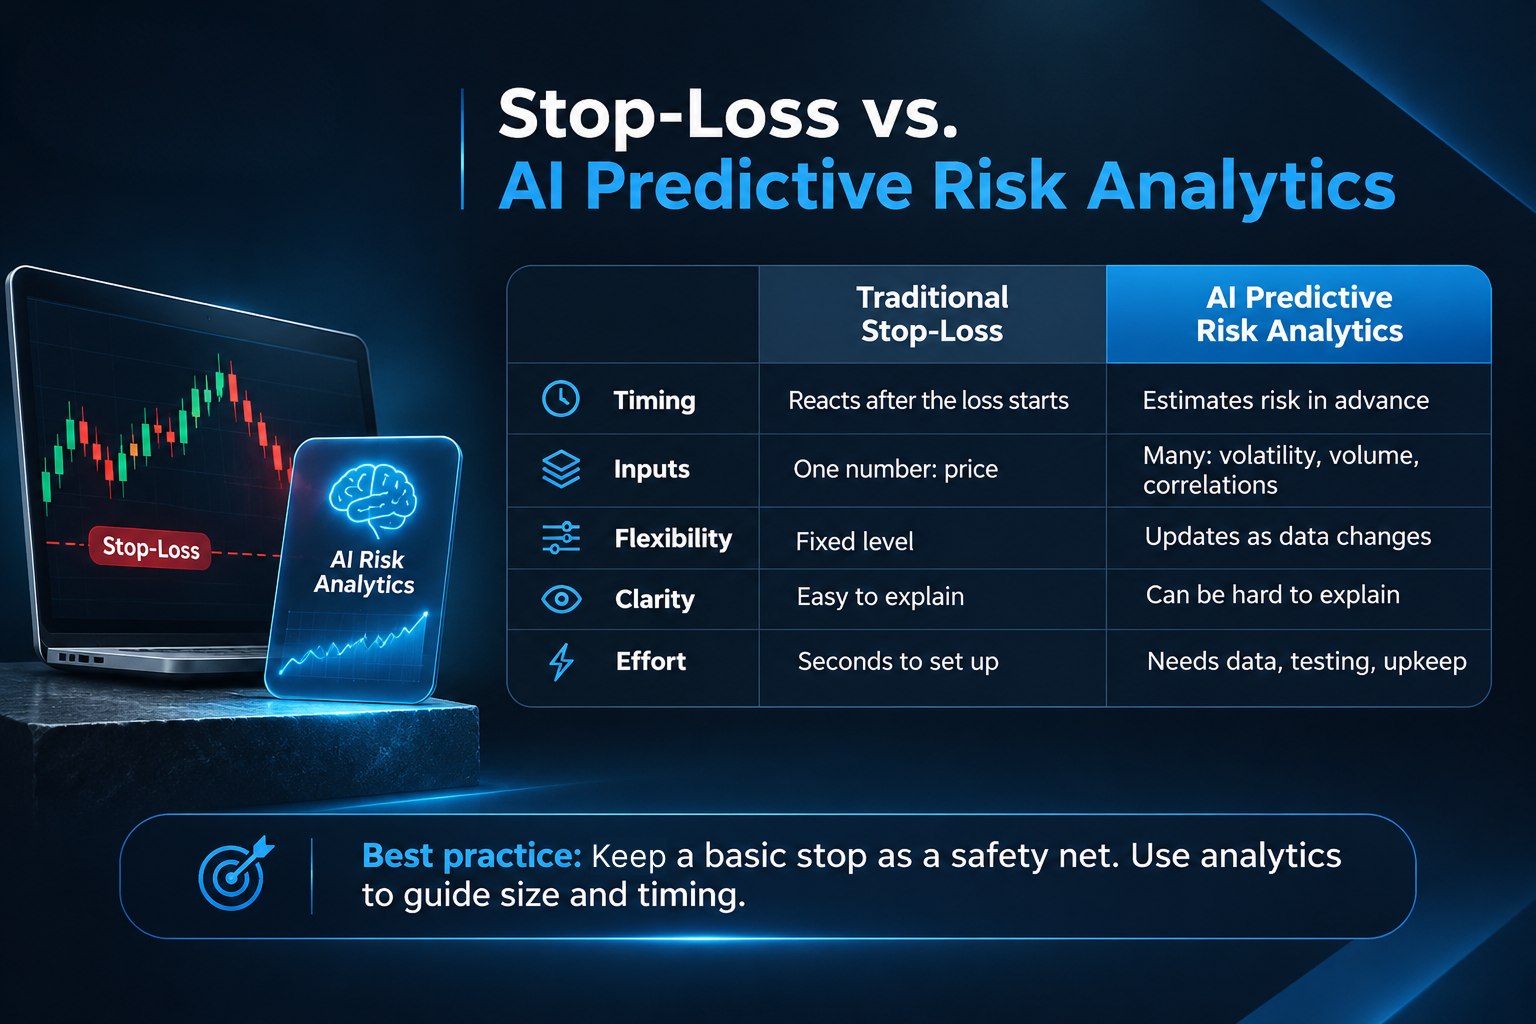 Stop-Loss vs.
AI Predictive Risk Analytics
Traditional
Stop-Loss
AI Predictive
Risk Analytics
Timing
Reacts after the loss starts
Estimates risk in advance
Inputs
One number: price
Many: volatility, volume,
correlations
Flexibility
Fixed level
Updates as data changes
Clarity
Easy to explain
Can be hard to explain
Effort
Seconds to set up
Needs data, testing, upkeep
Stop-Loss
AI Risk
Analytics
Best practice: Keep a basic stop as a safety net. Use analytics
to guide size and timing.